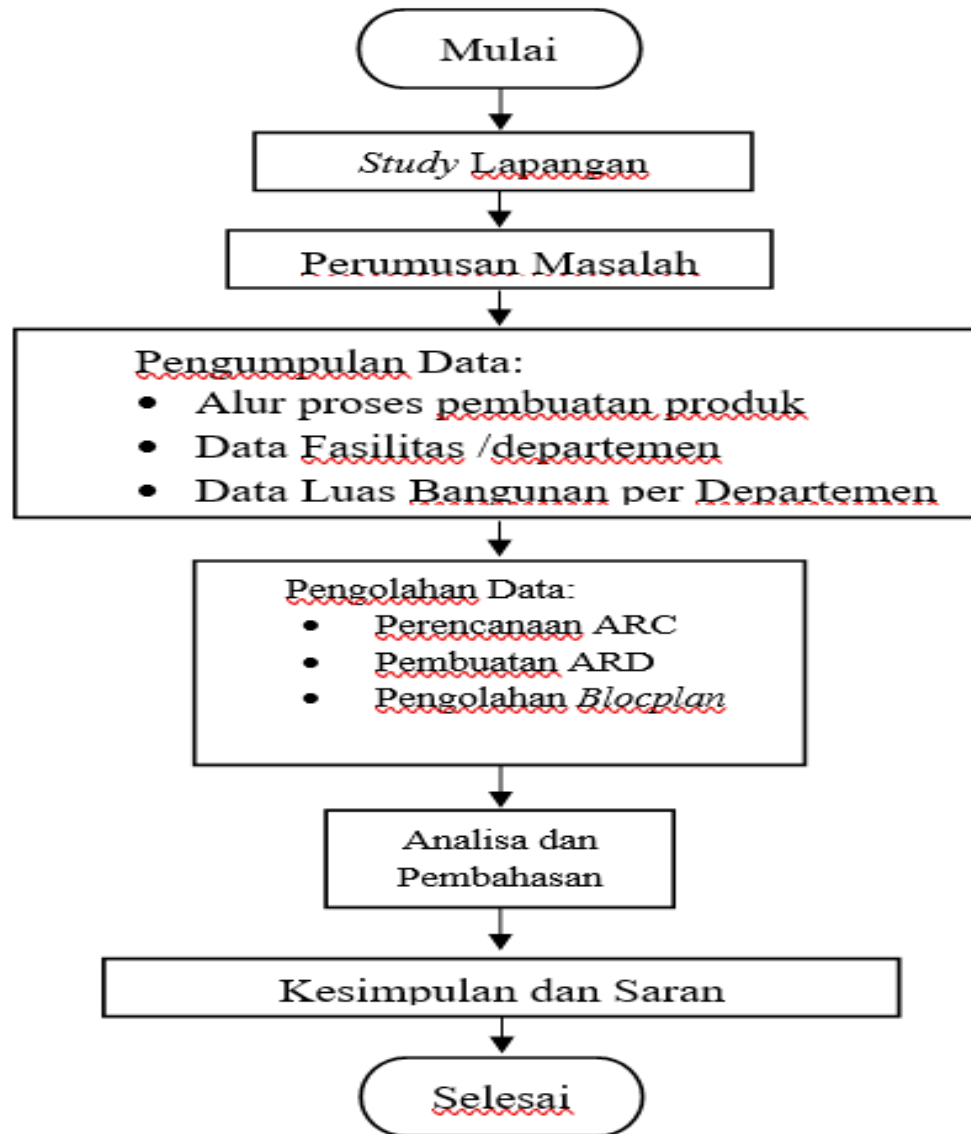 Mulai
Study Lapangan
Perumusan Masalah
Pengumpulan Data:
• Alur proses pembuatan produk
• Data Fasilitas /departemen
• Data Luas Bangunan per Departemen
Pengolahan Data:
• Perencanaan ARC
• Pembuatan ARD
• Pengolahan Blocplan
Analisa dan
Pembahasan
Kesimpulan dan Saran
Selesai